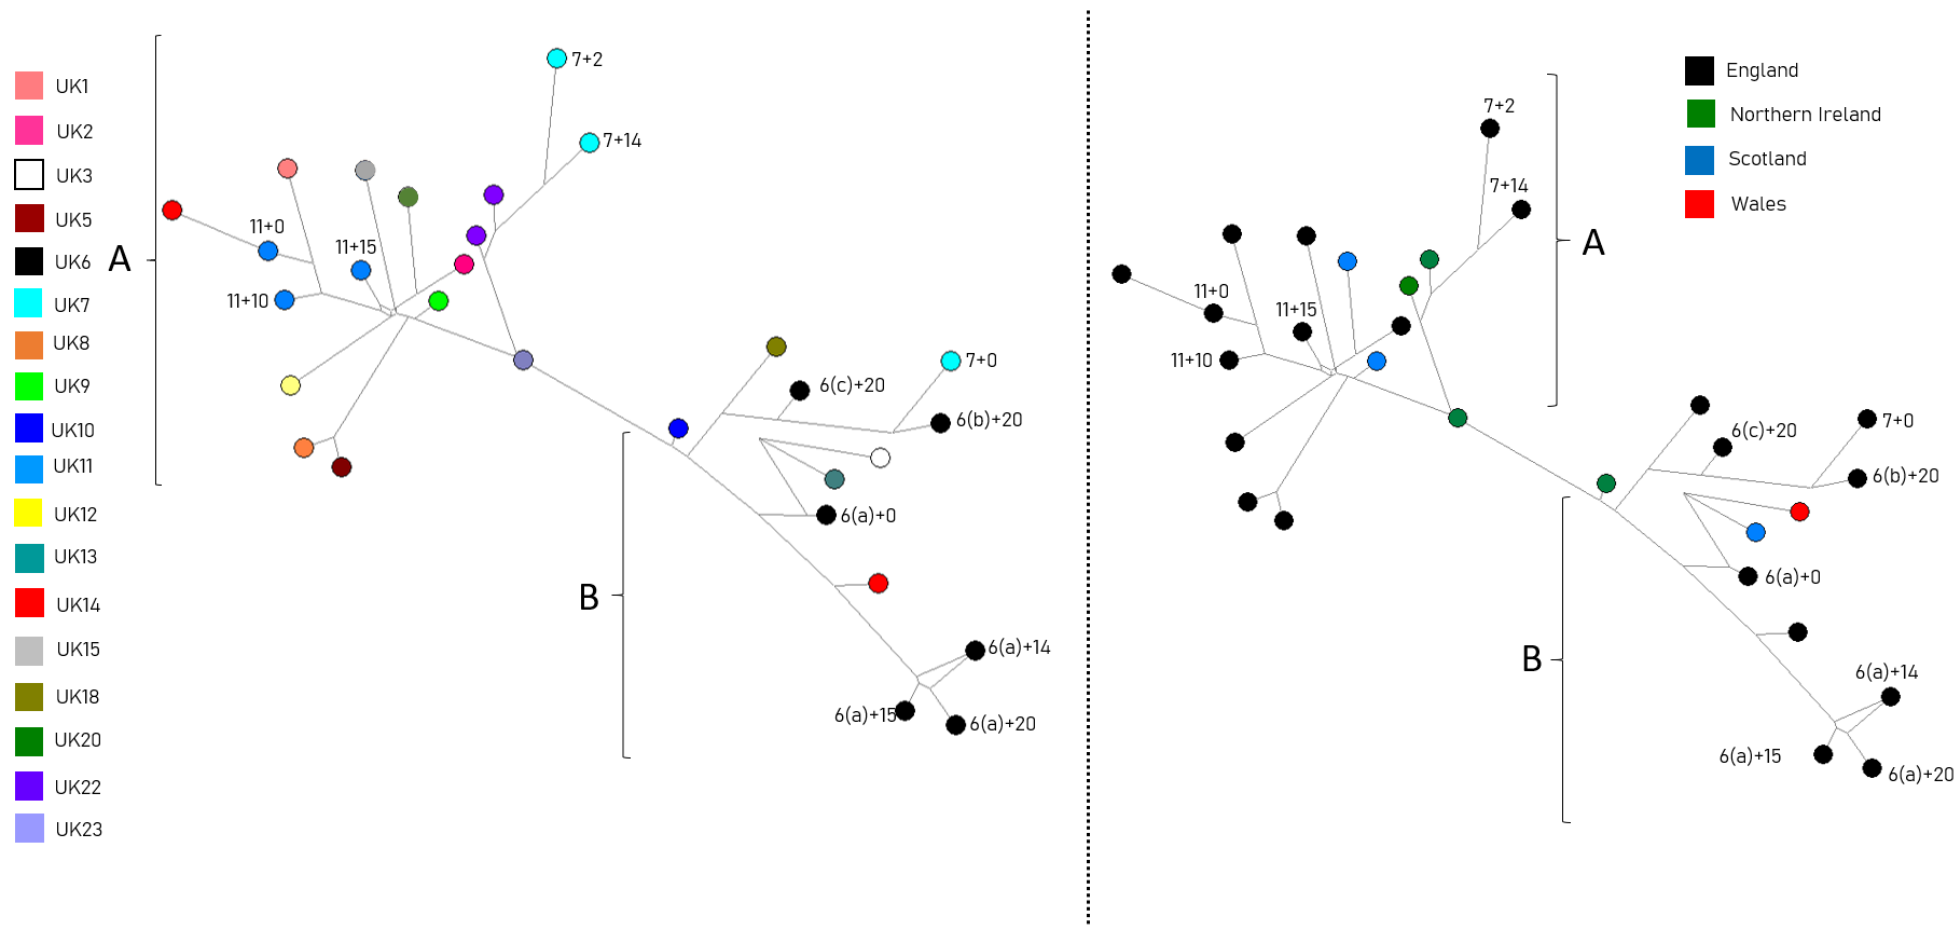 UK1
UK2
UK3
UK5
UK6
UK7
UK8
UK9
UK10
UK11
UK12
UK13
UK14
UK15
UK18
UK20
UK22
UK23
A
7+2
7+14
11+0
11+15
11+10
6(c)+20
7+0
6(b)+20
6(a)+0
B
6(a)+14
6(a)+15
6(a)+20
England
Northern Ireland
Scotland
Wales
7+2
7+14
A
11+0
11+15
11+10
6(c)+20
7+0
6(b)+20
6(a)+0
B
6(a)+14
6(a)+15
6(a)+20